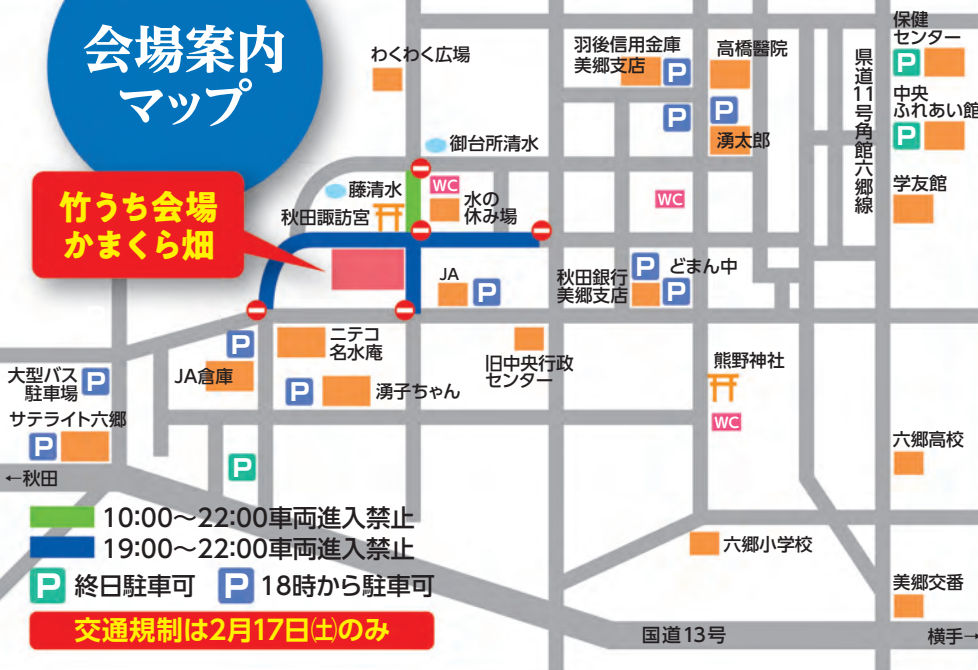 会場案内
マップ
竹うち会場
かまくら畑
わくわく広場
羽後信用金庫
美郷支店
P
高橋醫院
保健
センター
P
県道11号角館六郷線
中央
ふれあい館
P
P
P
湧太郎
御台所清水
藤清水
WC
水の
休み場
秋田諏訪宮
WC
学友館
JA
P
秋田銀行
美郷支店
P
どまん中
P
ニテコ
名水庵
旧中央行政
センター
P
JA倉庫
大型バス
駐車場
P
P
湧子ちゃん
熊野神社
WC
サテライト六郷
P
P
六郷高校
←秋田
六郷小学校
美郷交番
国道13号
横手→
10:00〜22:00車両進入禁止
19:00〜22:00車両進入禁止
P 終日駐車可 P 18時から駐車可
交通規制は2月17日㈯のみ